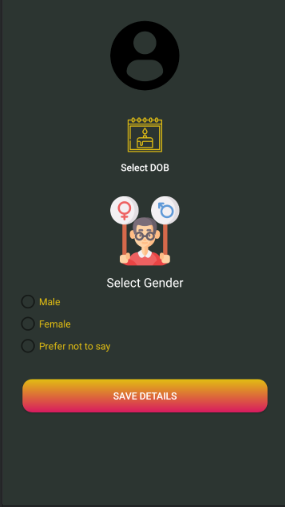 Select DOB
Select Gender
Male
Female
Prefer not to say
SAVE DETAILS